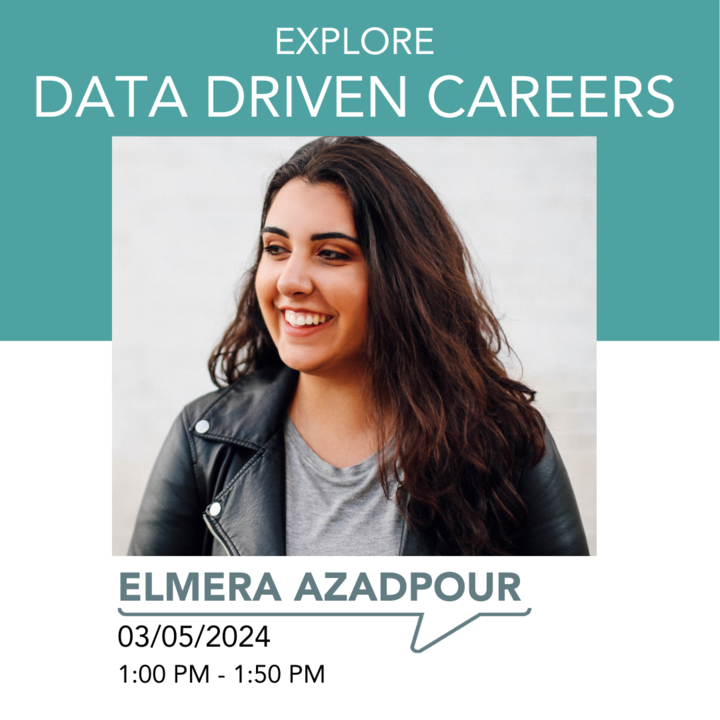 EXPLORE
DATA DRIVEN CAREERS
ELMERA AZADPOUR
03/05/2024
1:00 PM - 1:50 PM